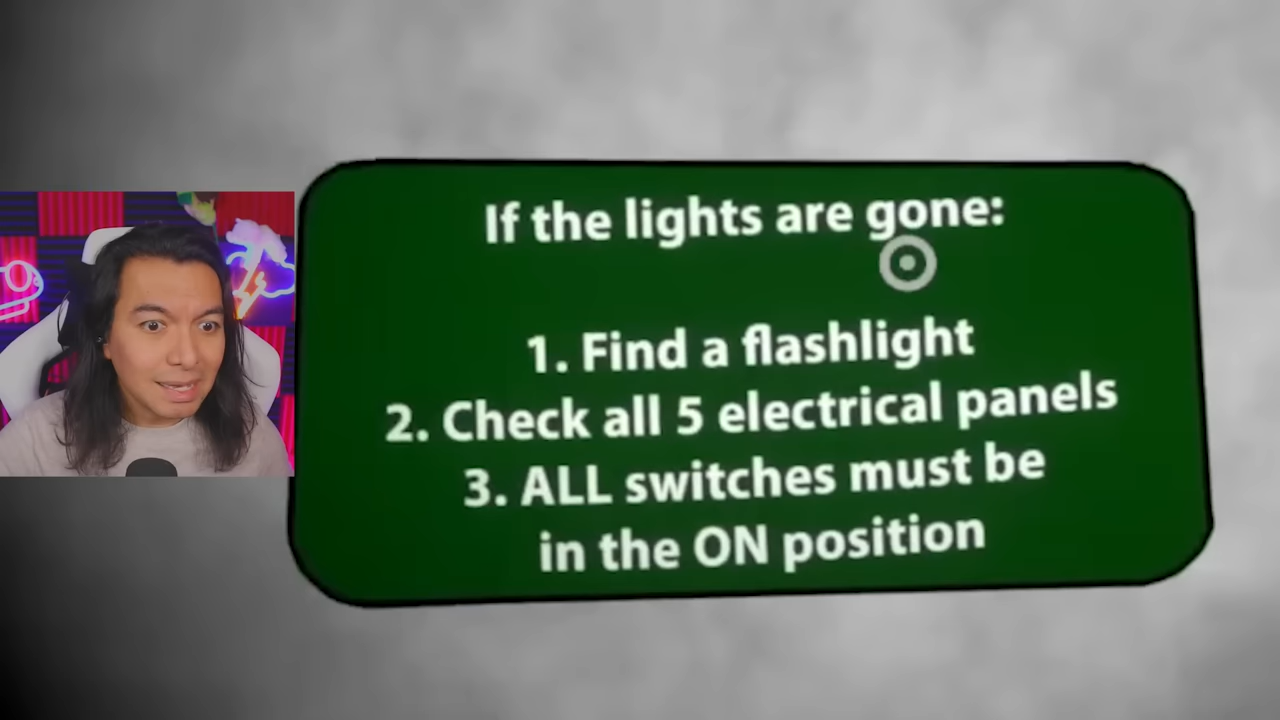 If the lights are gone:
1. Find a flashlight
2. Check all 5 electrical panels
3. ALL switches must be
in the ON position